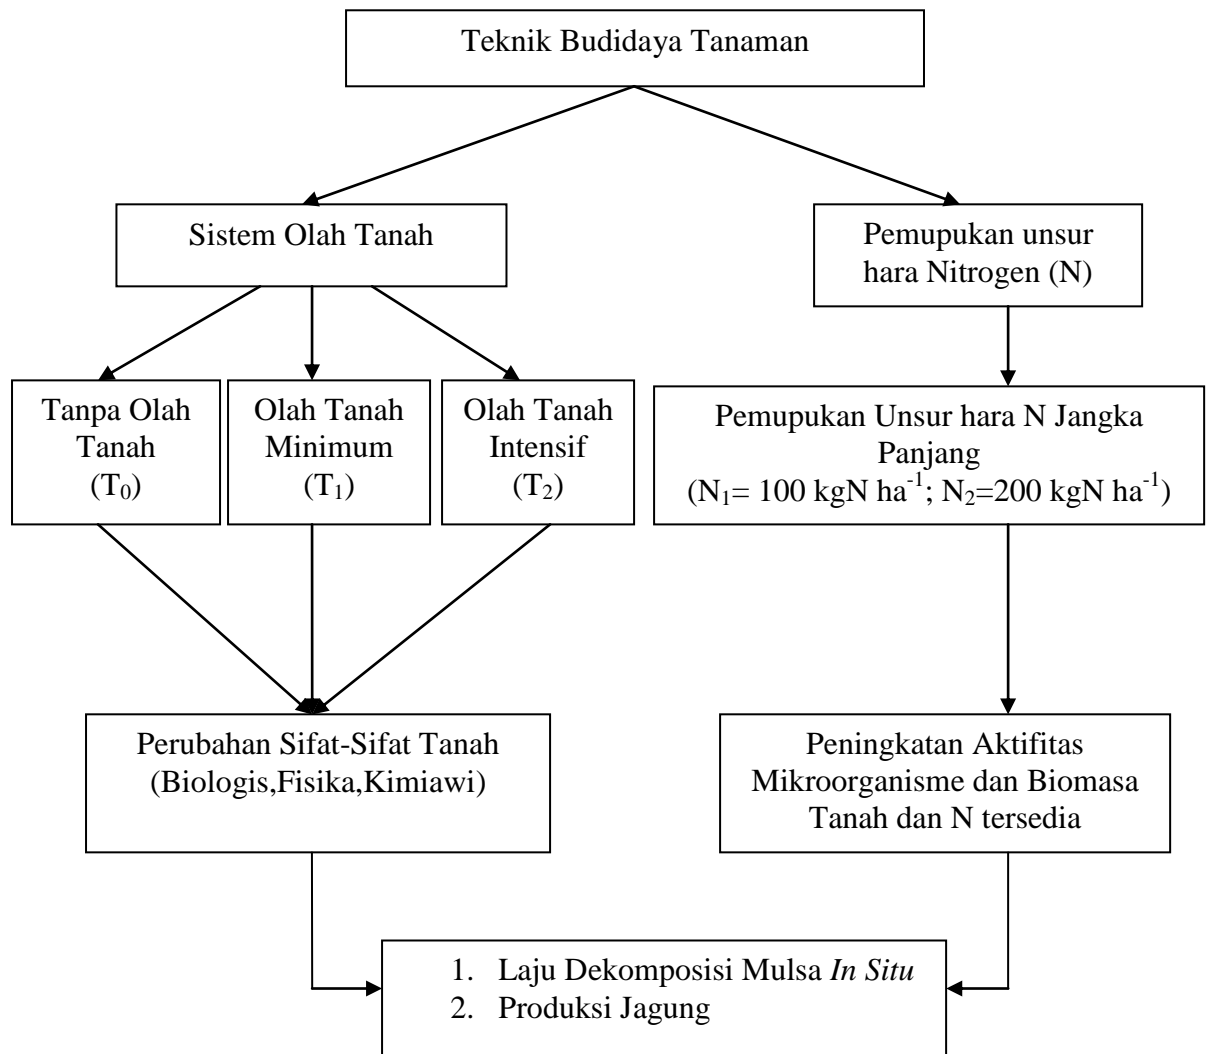 Teknik Budidaya Tanaman
Sistem Olah Tanah
Pemupukan unsur
hara Nitrogen (N)
Tanpa Olah
Tanah
(T₀)
Olah Tanah
Minimum
(T₁)
Olah Tanah
Intensif
(T₂)
Pemupukan Unsur hara N Jangka
Panjang
(N₁= 100 kgN ha⁻¹; N₂=200 kgN ha⁻¹)
Perubahan Sifat-Sifat Tanah
(Biologis,Fisika,Kimiawi)
Peningkatan Aktifitas
Mikroorganisme dan Biomasa
Tanah dan N tersedia
1. Laju Dekomposisi Mulsa In Situ
2. Produksi Jagung